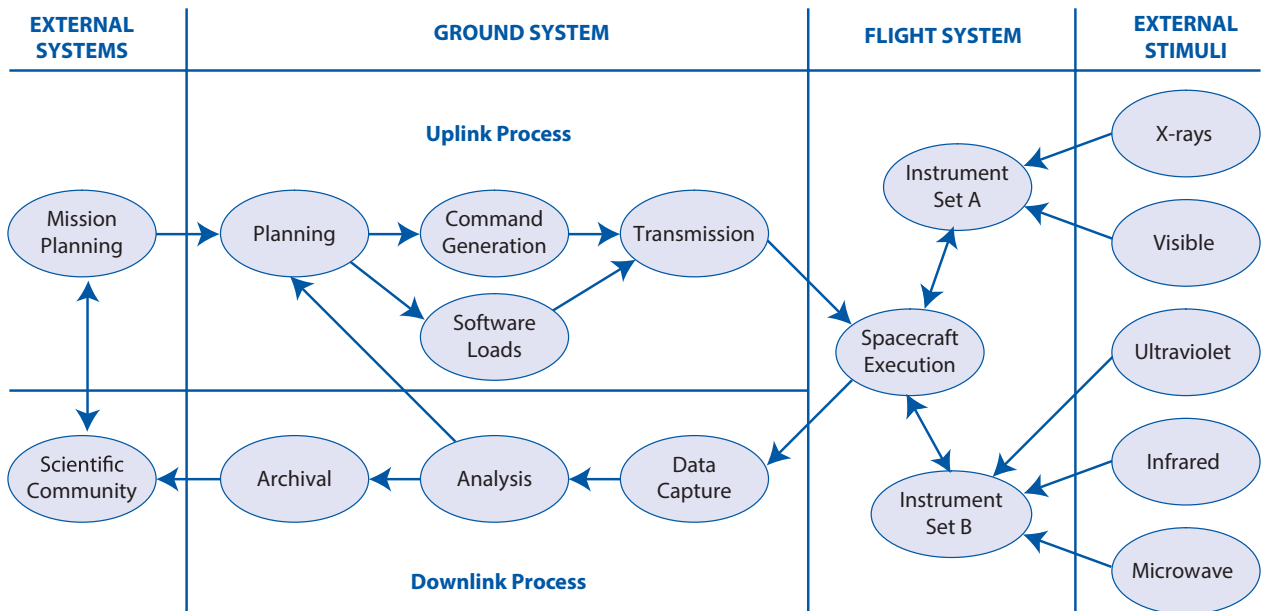 EXTERNAL
SYSTEMS
GROUND SYSTEM
FLIGHT SYSTEM
EXTERNAL
STIMULI
Uplink Process
Mission
Planning
Planning
Command
Generation
Software
Loads
Transmission
Instrument
Set A
Spacecraft
Execution
X-rays
Visible
Ultraviolet
Scientific
Community
Archival
Analysis
Data
Capture
Instrument
Set B
Infrared
Microwave
Downlink Process